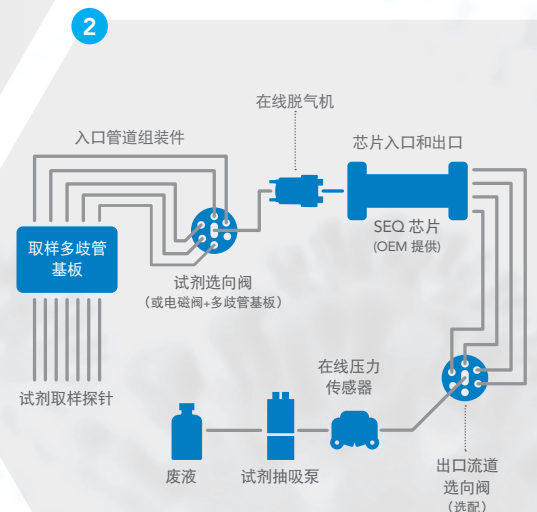 2
在线脱气机
入口管道组装件
芯片入口和出口
取样多歧管
基板
SEQ 芯片
(OEM 提供)
试剂选向阀
（或电磁阀+多歧管基板）
试剂取样探针
在线压力
传感器
废液
试剂抽吸泵
出口流道
选向阀
（选配）